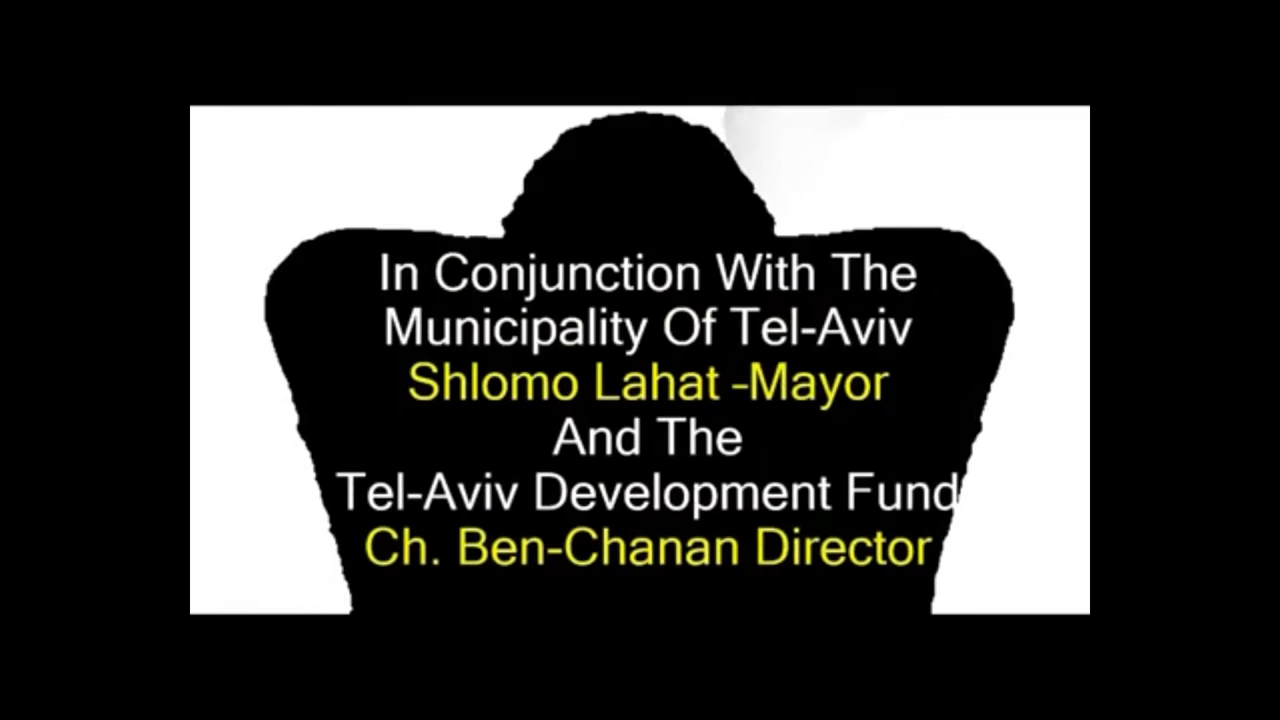 In Conjunction With The
Municipality Of Tel-Aviv
Shlomo Lahat –Mayor
And The
Tel-Aviv Development Fund
Ch. Ben-Chanan Director